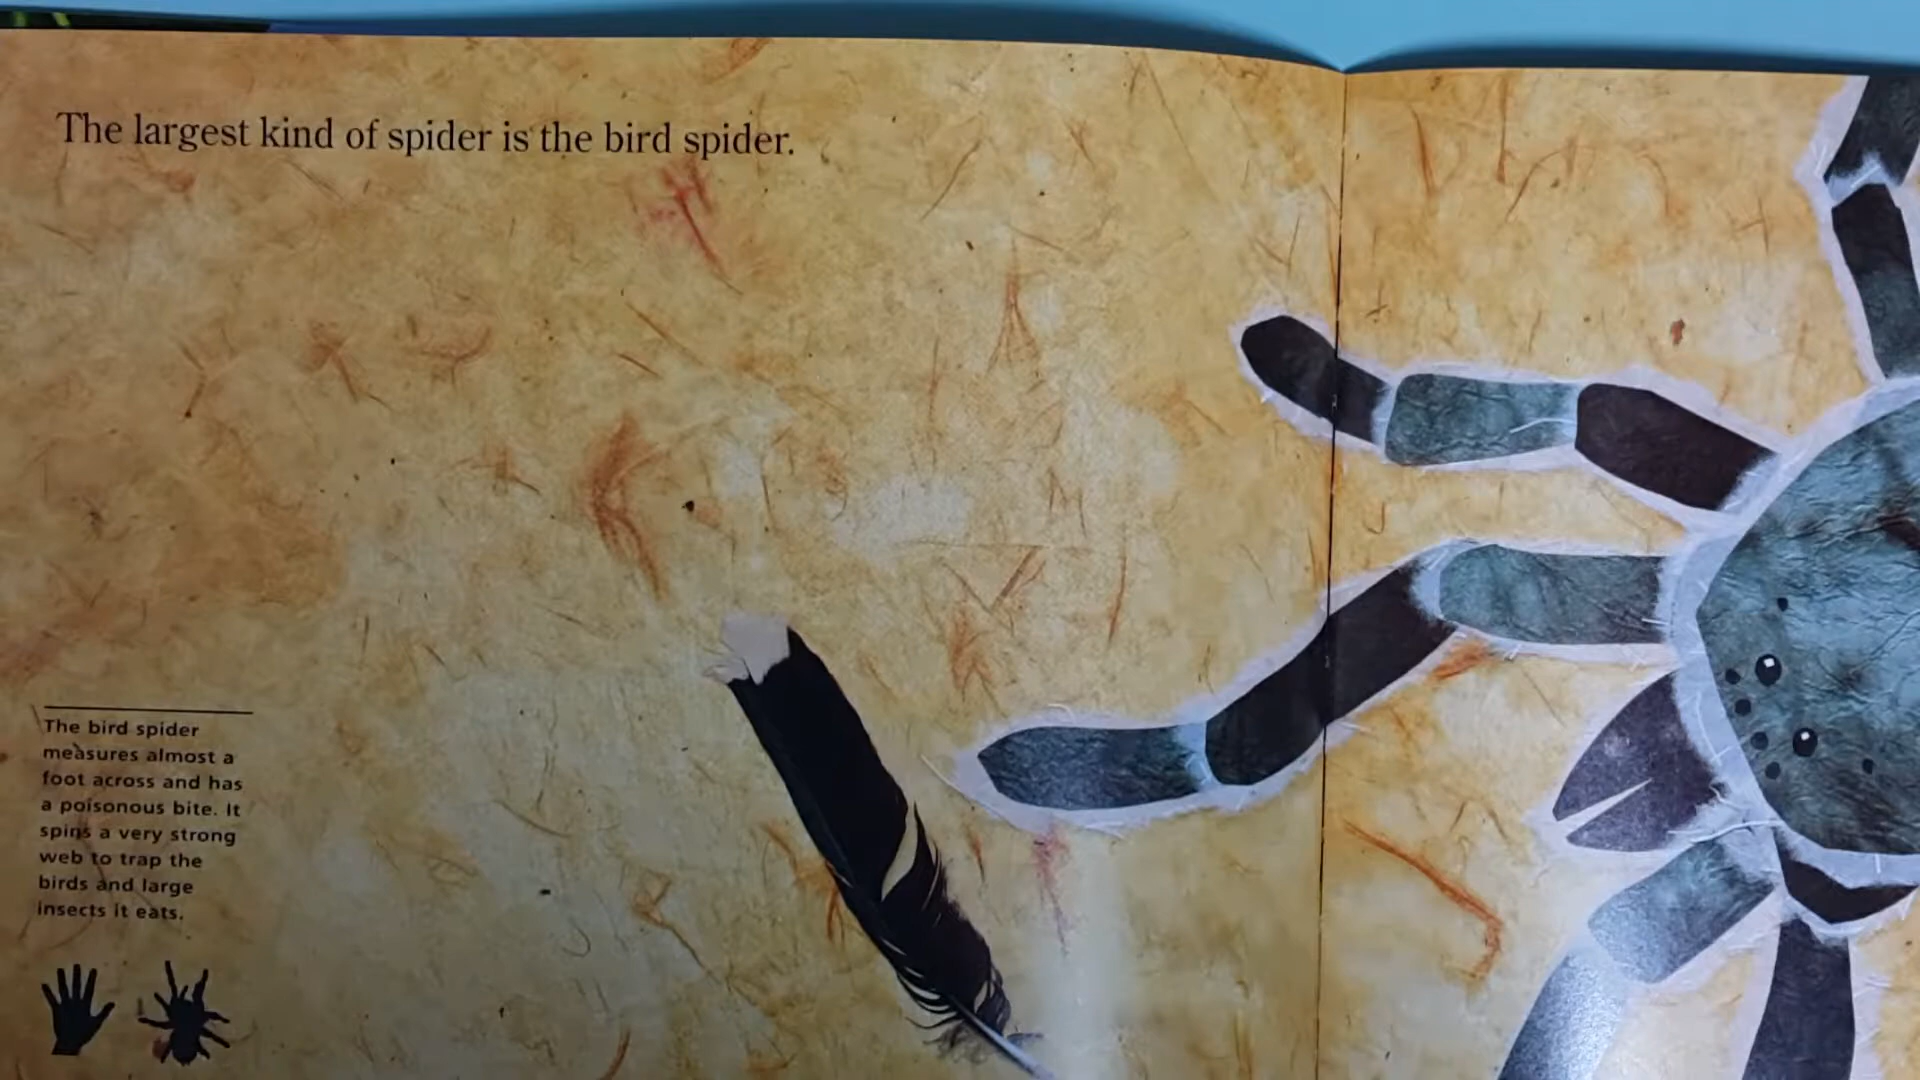 The largest kind of spider is the bird spider.
The bird spider
measures almost a
foot across and has
a poisonous bite. It
spins a very strong
web to trap the
birds and large
insects it eats.